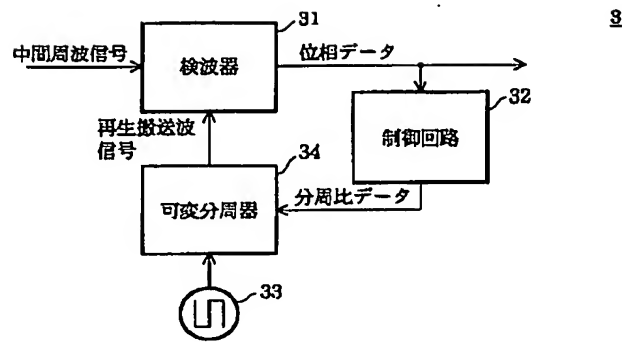 3
31
中間周波信号
検波器
位相データ
32
制御回路
再生搬送波
信号
34
可変分周器
分周比データ
33